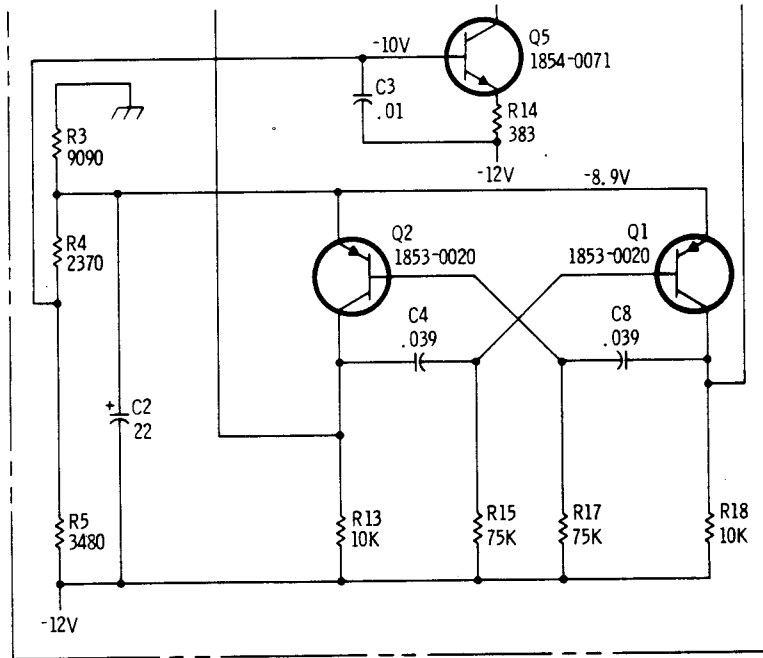 -10V
Q5
1854-0071
C3
.01
R14
383
-12V
R3
9090
-8.9V
R4
2370
Q2
1853-0020
Q1
1853-0020
C4
.039
C8
.039
+
C2
22
R5
3480
R13
10K
R15
75K
R17
75K
R18
10K
-12V